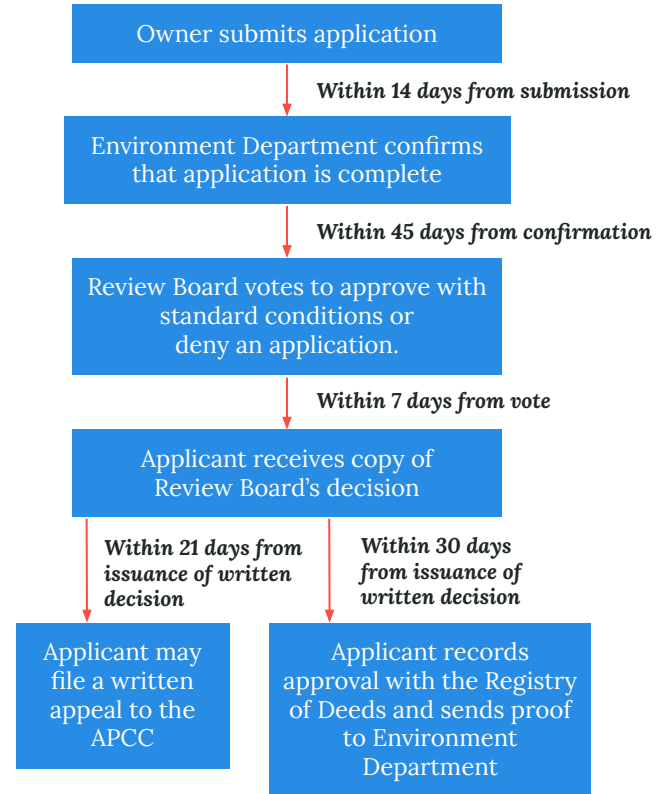 Owner submits application
Within 14 days from submission
Environment Department confirms
that application is complete
Within 45 days from confirmation
Review Board votes to approve with
standard conditions or
deny an application.
Within 7 days from vote
Applicant receives copy of
Review Board's decision
Within 21 days from
issuance of written
decision
Within 30 days
from issuance of
written decision
Applicant may
file a written
appeal to the
APCC
Applicant records
approval with the Registry
of Deeds and sends proof
to Environment
Department